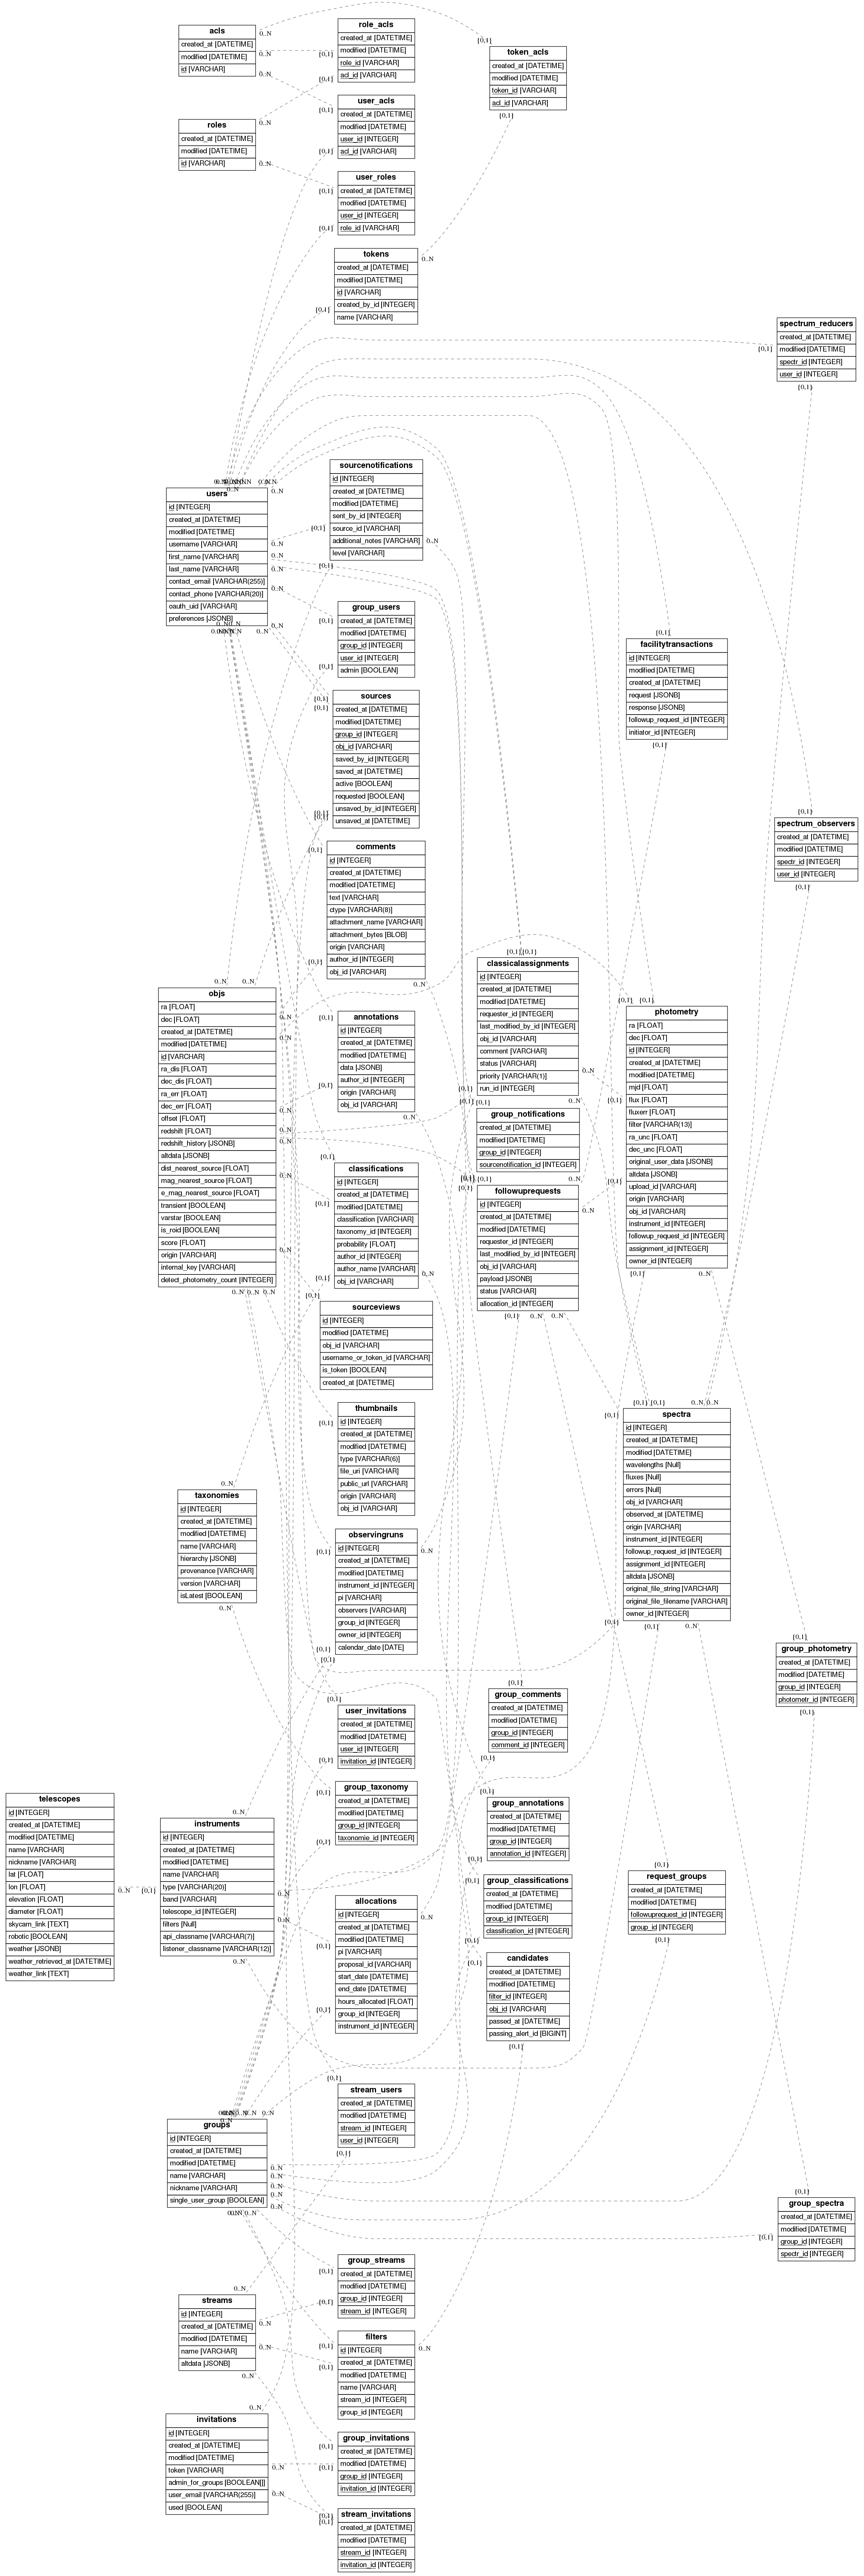 acls
created_at [DATETIME]
modified [DATETIME]
id [VARCHAR]
role_acls
created_at [DATETIME]
modified [DATETIME]
role_id [VARCHAR]
acl_id [VARCHAR]
token_acls
created_at [DATETIME]
modified [DATETIME]
token_id [VARCHAR]
acl_id [VARCHAR]
user_acls
created_at [DATETIME]
modified [DATETIME]
user_id [INTEGER]
acl_id [VARCHAR]
roles
created_at [DATETIME]
modified [DATETIME]
id [VARCHAR]
user_roles
created_at [DATETIME]
modified [DATETIME]
user_id [INTEGER]
role_id [VARCHAR]
tokens
created_at [DATETIME]
modified [DATETIME]
id [VARCHAR]
created_by_id [INTEGER]
name [VARCHAR]
spectrum_reducers
created_at [DATETIME]
modified [DATETIME]
spectr_id [INTEGER]
user_id [INTEGER]
users
id [INTEGER]
created_at [DATETIME]
modified [DATETIME]
username [VARCHAR]
first_name [VARCHAR]
last_name [VARCHAR]
contact_email [VARCHAR(255)]
contact_phone [VARCHAR(20)]
oauth_uid [VARCHAR]
preferences [JSONB]
sourcenotifications
id [INTEGER]
created_at [DATETIME]
modified [DATETIME]
sent_by_id [INTEGER]
source_id [VARCHAR]
additional_notes [VARCHAR]
level [VARCHAR]
group_users
created_at [DATETIME]
modified [DATETIME]
group_id [INTEGER]
user_id [INTEGER]
admin [BOOLEAN]
facilitytransactions
id [INTEGER]
modified [DATETIME]
created_at [DATETIME]
request [JSONB]
response [JSONB]
followup_request_id [INTEGER]
initiator_id [INTEGER]
sources
created_at [DATETIME]
modified [DATETIME]
group_id [INTEGER]
obj_id [VARCHAR]
saved_by_id [INTEGER]
saved_at [DATETIME]
active [BOOLEAN]
requested [BOOLEAN]
unsaved_by_id [INTEGER]
unsaved_at [DATETIME]
spectrum_observers
created_at [DATETIME]
modified [DATETIME]
spectr_id [INTEGER]
user_id [INTEGER]
comments
id [INTEGER]
created_at [DATETIME]
modified [DATETIME]
text [VARCHAR]
ctype [VARCHAR(8)]
attachment_name [VARCHAR]
attachment_bytes [BLOB]
origin [VARCHAR]
author_id [INTEGER]
obj_id [VARCHAR]
classicalassignments
id [INTEGER]
created_at [DATETIME]
modified [DATETIME]
requester_id [INTEGER]
last_modified_by_id [INTEGER]
obj_id [VARCHAR]
comment [VARCHAR]
status [VARCHAR]
priority [VARCHAR(1)]
run_id [INTEGER]
objs
ra [FLOAT]
dec [FLOAT]
created_at [DATETIME]
modified [DATETIME]
id [VARCHAR]
ra_dis [FLOAT]
dec_dis [FLOAT]
ra_err [FLOAT]
dec_err [FLOAT]
offset [FLOAT]
redshift [FLOAT]
redshift_history [JSONB]
altdata [JSONB]
dist_nearest_source [FLOAT]
mag_nearest_source [FLOAT]
e_mag_nearest_source [FLOAT]
transient [BOOLEAN]
varstar [BOOLEAN]
is_roid [BOOLEAN]
score [FLOAT]
origin [VARCHAR]
internal_key [VARCHAR]
detect_photometry_count [INTEGER]
annotations
id [INTEGER]
created_at [DATETIME]
modified [DATETIME]
data [JSONB]
author_id [INTEGER]
origin [VARCHAR]
obj_id [VARCHAR]
photometry
ra [FLOAT]
dec [FLOAT]
id [INTEGER]
created_at [DATETIME]
modified [DATETIME]
mjd [FLOAT]
flux [FLOAT]
fluxerr [FLOAT]
filter [VARCHAR(13)]
ra_unc [FLOAT]
dec_unc [FLOAT]
original_user_data [JSONB]
altdata [JSONB]
upload_id [VARCHAR]
origin [VARCHAR]
obj_id [VARCHAR]
instrument_id [INTEGER]
followup_request_id [INTEGER]
assignment_id [INTEGER]
owner_id [INTEGER]
group_notifications
created_at [DATETIME]
modified [DATETIME]
group_id [INTEGER]
sourcenotification_id [INTEGER]
classifications
id [INTEGER]
created_at [DATETIME]
modified [DATETIME]
classification [VARCHAR]
taxonomy_id [INTEGER]
probability [FLOAT]
author_id [INTEGER]
author_name [VARCHAR]
obj_id [VARCHAR]
followuprequests
id [INTEGER]
created_at [DATETIME]
modified [DATETIME]
requester_id [INTEGER]
last_modified_by_id [INTEGER]
obj_id [VARCHAR]
payload [JSONB]
status [VARCHAR]
allocation_id [INTEGER]
sourceviews
id [INTEGER]
modified [DATETIME]
obj_id [VARCHAR]
username_or_token_id [VARCHAR]
is_token [BOOLEAN]
created_at [DATETIME]
thumbnails
id [INTEGER]
created_at [DATETIME]
modified [DATETIME]
type [VARCHAR(6)]
file_uri [VARCHAR]
public_url [VARCHAR]
origin [VARCHAR]
obj_id [VARCHAR]
spectra
id [INTEGER]
created_at [DATETIME]
modified [DATETIME]
wavelengths [Null]
fluxes [Null]
errors [Null]
obj_id [VARCHAR]
observed_at [DATETIME]
origin [VARCHAR]
instrument_id [INTEGER]
followup_request_id [INTEGER]
assignment_id [INTEGER]
altdata [JSONB]
original_file_string [VARCHAR]
original_file_filename [VARCHAR]
owner_id [INTEGER]
taxonomies
id [INTEGER]
created_at [DATETIME]
modified [DATETIME]
name [VARCHAR]
hierarchy [JSONB]
provenance [VARCHAR]
version [VARCHAR]
isLatest [BOOLEAN]
observingruns
id [INTEGER]
created_at [DATETIME]
modified [DATETIME]
instrument_id [INTEGER]
pi [VARCHAR]
observers [VARCHAR]
group_id [INTEGER]
owner_id [INTEGER]
calendar_date [DATE]
group_photometry
created_at [DATETIME]
modified [DATETIME]
group_id [INTEGER]
photometr_id [INTEGER]
user_invitations
created_at [DATETIME]
modified [DATETIME]
user_id [INTEGER]
invitation_id [INTEGER]
group_comments
created_at [DATETIME]
modified [DATETIME]
group_id [INTEGER]
comment_id [INTEGER]
group_taxonomy
created_at [DATETIME]
modified [DATETIME]
group_id [INTEGER]
taxonomie_id [INTEGER]
telescopes
id [INTEGER]
created_at [DATETIME]
modified [DATETIME]
name [VARCHAR]
nickname [VARCHAR]
lat [FLOAT]
lon [FLOAT]
elevation [FLOAT]
diameter [FLOAT]
skycam_link [TEXT]
robotic [BOOLEAN]
weather [JSONB]
weather_retrieved_at [DATETIME]
weather_link [TEXT]
instruments
id [INTEGER]
created_at [DATETIME]
modified [DATETIME]
name [VARCHAR]
type [VARCHAR(20)]
band [VARCHAR]
telescope_id [INTEGER]
filters [Null]
api_classname [VARCHAR(7)]
listener_classname [VARCHAR(12)]
group_annotations
created_at [DATETIME]
modified [DATETIME]
group_id [INTEGER]
annotation_id [INTEGER]
group_classifications
created_at [DATETIME]
modified [DATETIME]
group_id [INTEGER]
classification_id [INTEGER]
request_groups
created_at [DATETIME]
modified [DATETIME]
followuprequest_id [INTEGER]
group_id [INTEGER]
allocations
id [INTEGER]
created_at [DATETIME]
modified [DATETIME]
pi [VARCHAR]
proposal_id [VARCHAR]
start_date [DATETIME]
end_date [DATETIME]
hours_allocated [FLOAT]
group_id [INTEGER]
instrument_id [INTEGER]
candidates
created_at [DATETIME]
modified [DATETIME]
filter_id [INTEGER]
obj_id [VARCHAR]
passed_at [DATETIME]
passing_alert_id [BIGINT]
stream_users
created_at [DATETIME]
modified [DATETIME]
stream_id [INTEGER]
user_id [INTEGER]
groups
id [INTEGER]
created_at [DATETIME]
modified [DATETIME]
name [VARCHAR]
nickname [VARCHAR]
single_user_group [BOOLEAN]
group_spectra
created_at [DATETIME]
modified [DATETIME]
group_id [INTEGER]
spectr_id [INTEGER]
group_streams
created_at [DATETIME]
modified [DATETIME]
group_id [INTEGER]
stream_id [INTEGER]
streams
id [INTEGER]
created_at [DATETIME]
modified [DATETIME]
name [VARCHAR]
altdata [JSONB]
filters
id [INTEGER]
created_at [DATETIME]
modified [DATETIME]
name [VARCHAR]
stream_id [INTEGER]
group_id [INTEGER]
invitations
id [INTEGER]
created_at [DATETIME]
modified [DATETIME]
token [VARCHAR]
admin_for_groups [BOOLEAN[]]
user_email [VARCHAR(255)]
used [BOOLEAN]
group_invitations
created_at [DATETIME]
modified [DATETIME]
group_id [INTEGER]
invitation_id [INTEGER]
stream_invitations
created_at [DATETIME]
modified [DATETIME]
stream_id [INTEGER]
invitation_id [INTEGER]